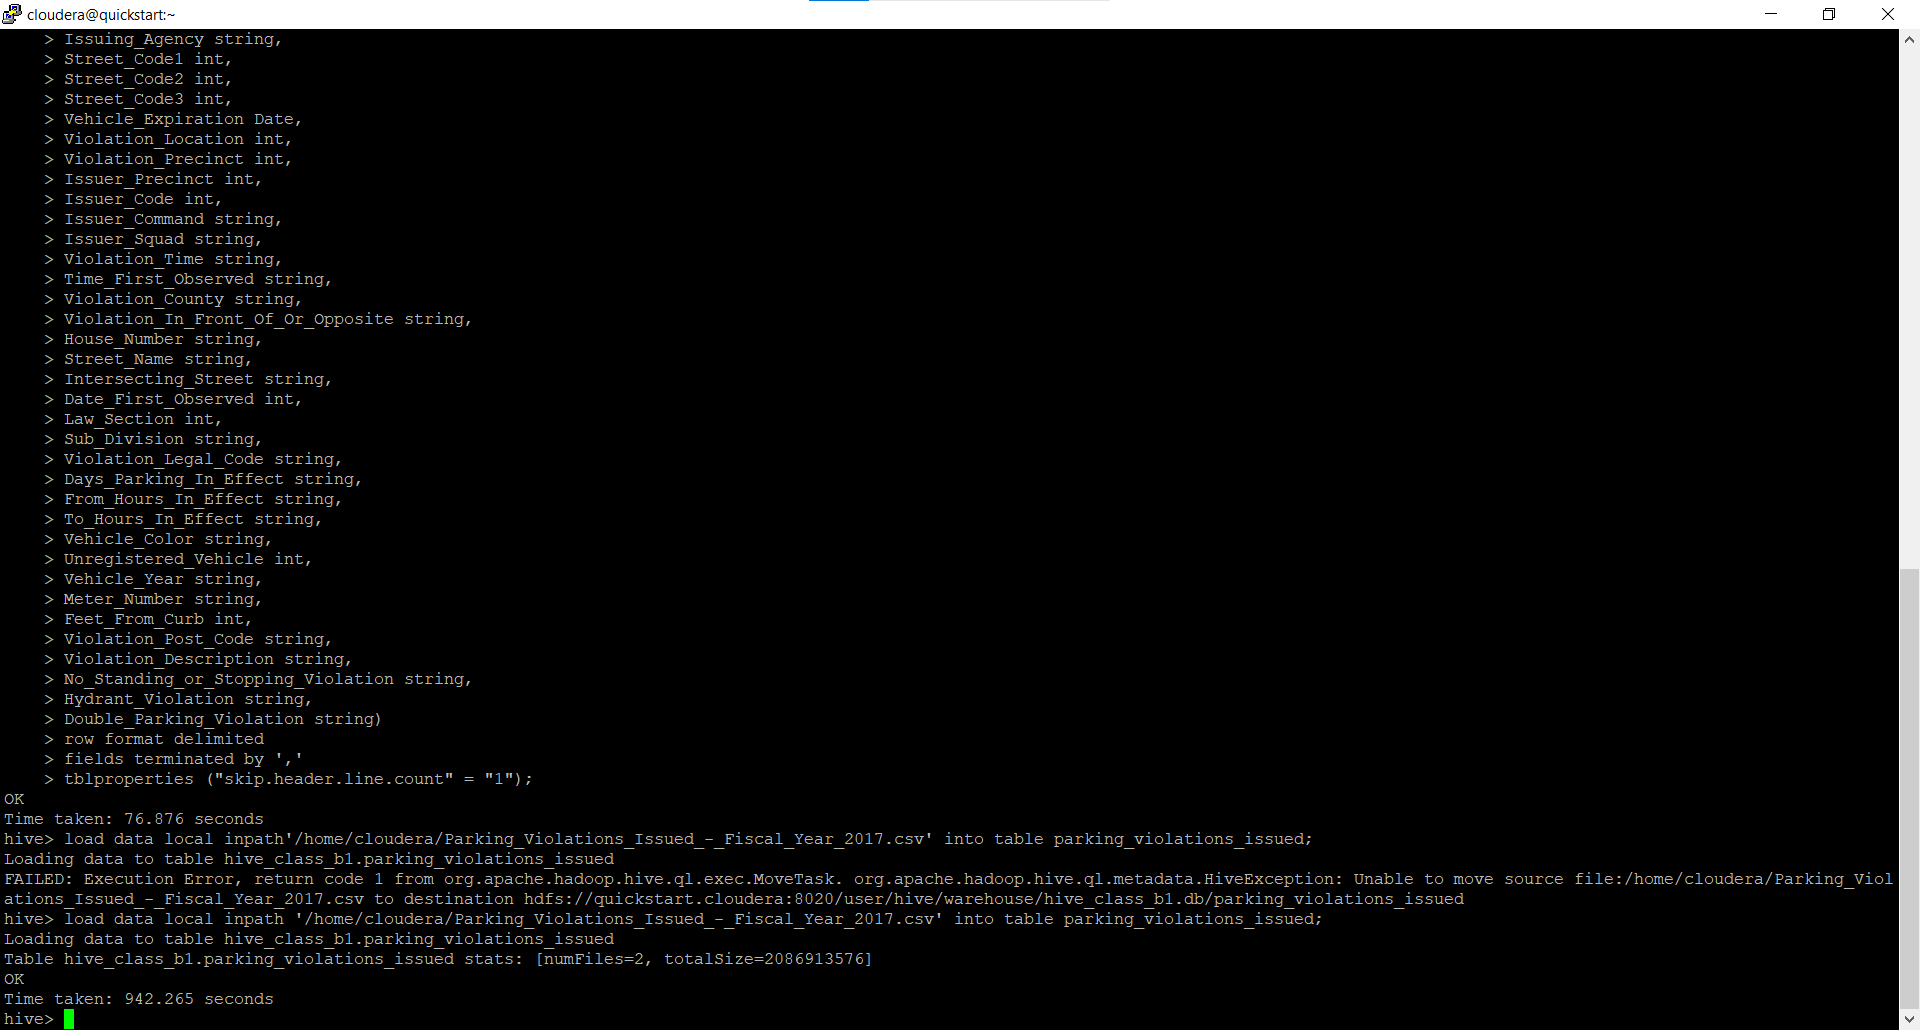 cloudera@quickstart:~
> Issuing_Agency string,
> Street_Code1 int,
> Street_Code2 int,
> Street_Code3 int,
> Vehicle_Expiration Date,
> Violation_Location int,
> Violation_Precinct int,
> Issuer_Precinct int,
> Issuer_Code int,
> Issuer_Command string,
> Issuer_Squad string,
> Violation_Time string,
> Time_First_Observed string,
> Violation_County string,
> Violation_In_Front_Of_Or_Opposite string,
> House_Number string,
> Street_Name string,
> Intersecting_Street string,
> Date_First_Observed int,
> Law_Section int,
> Sub_Division string,
> Violation_Legal_Code string,
> Days_Parking_In_Effect string,
> From_Hours_In_Effect string,
> To_Hours_In_Effect string,
> Vehicle_Color string,
> Unregistered_Vehicle int,
> Vehicle_Year string,
> Meter_Number string,
> Feet_From_Curb int,
> Violation_Post_Code string,
> Violation_Description string,
> No_Standing_or_Stopping_Violation string,
> Hydrant_Violation string,
> Double_Parking_Violation string)
> row format delimited
> fields terminated by ','
> tblproperties ("skip.header.line.count" = "1");
OK
Time taken: 76.876 seconds
hive> load data local inpath'/home/cloudera/Parking_Violations_Issued_-_Fiscal_Year_2017.csv' into table parking_violations_issued;
Loading data to table hive_class_b1.parking_violations_issued
FAILED: Execution Error, return code 1 from org.apache.hadoop.hive.ql.exec.MoveTask. org.apache.hadoop.hive.ql.metadata.HiveException: Unable to move source file:/home/cloudera/Parking_Viol
ations_Issued_-_Fiscal_Year_2017.csv to destination hdfs://quickstart.cloudera:8020/user/hive/warehouse/hive_class_b1.db/parking_violations_issued
hive> load data local inpath '/home/cloudera/Parking_Violations_Issued_-_Fiscal_Year_2017.csv' into table parking_violations_issued;
Loading data to table hive_class_b1.parking_violations_issued
Table hive_class_b1.parking_violations_issued stats: [numFiles=2, totalSize=2086913576]
OK
Time taken: 942.265 seconds
hive>